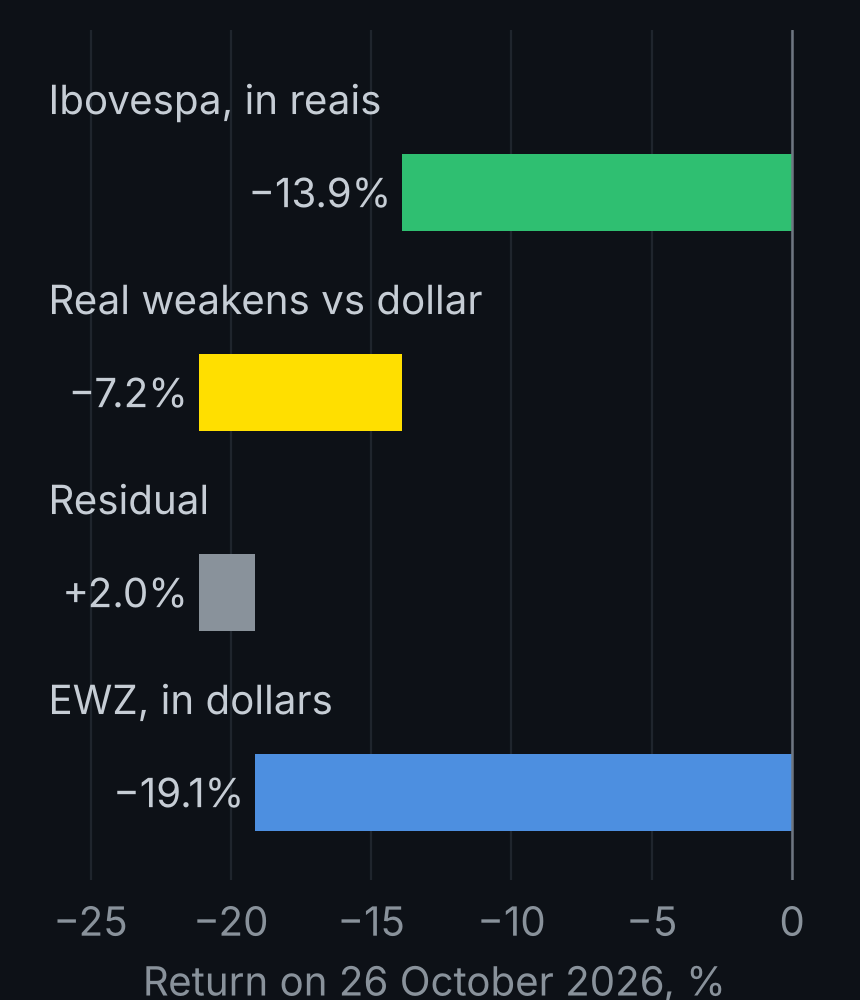 Ibovespa, in reais
−13.9%
Real weakens vs dollar
−7.2%
Residual
+2.0%
EWZ, in dollars
−19.1%
−25 −20 −15 −10 −5 0
Return on 26 October 2026, %